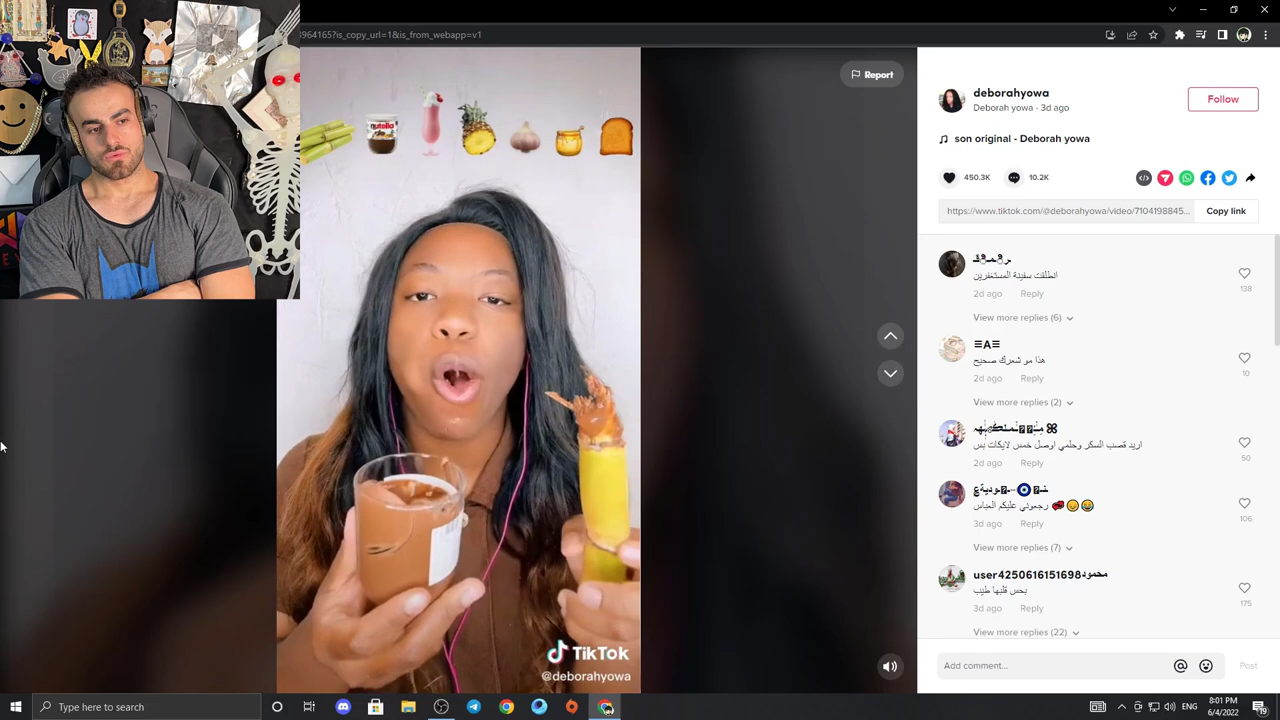 964165?is_copy_url=1&is_from_webapp=v1
Report
nutella
TikTok
@deborahyowa
deborahyowa
Deborah yowa · 3d ago
Follow
son original - Deborah yowa
450.3K
10.2K
https://www.tiktok.com/@deborahyowa/video/7104198845...
Copy link
انطلقت سفينة المستغفرين
2d ago Reply
138
View more replies (6)
≡A≡
هذا مو شعرك صحيح
2d ago Reply
10
View more replies (2)
اريد قصب السكر وحلمي اوصل خمس لايكات بس
2d ago Reply
50
رجعوني عليكم العباس
3d ago Reply
106
View more replies (7)
user4250616151698محمود
بحس قلبها طيب
3d ago Reply
175
View more replies (22)
Add comment...
Post
Type here to search
ENG
8:01 PM
6/4/2022